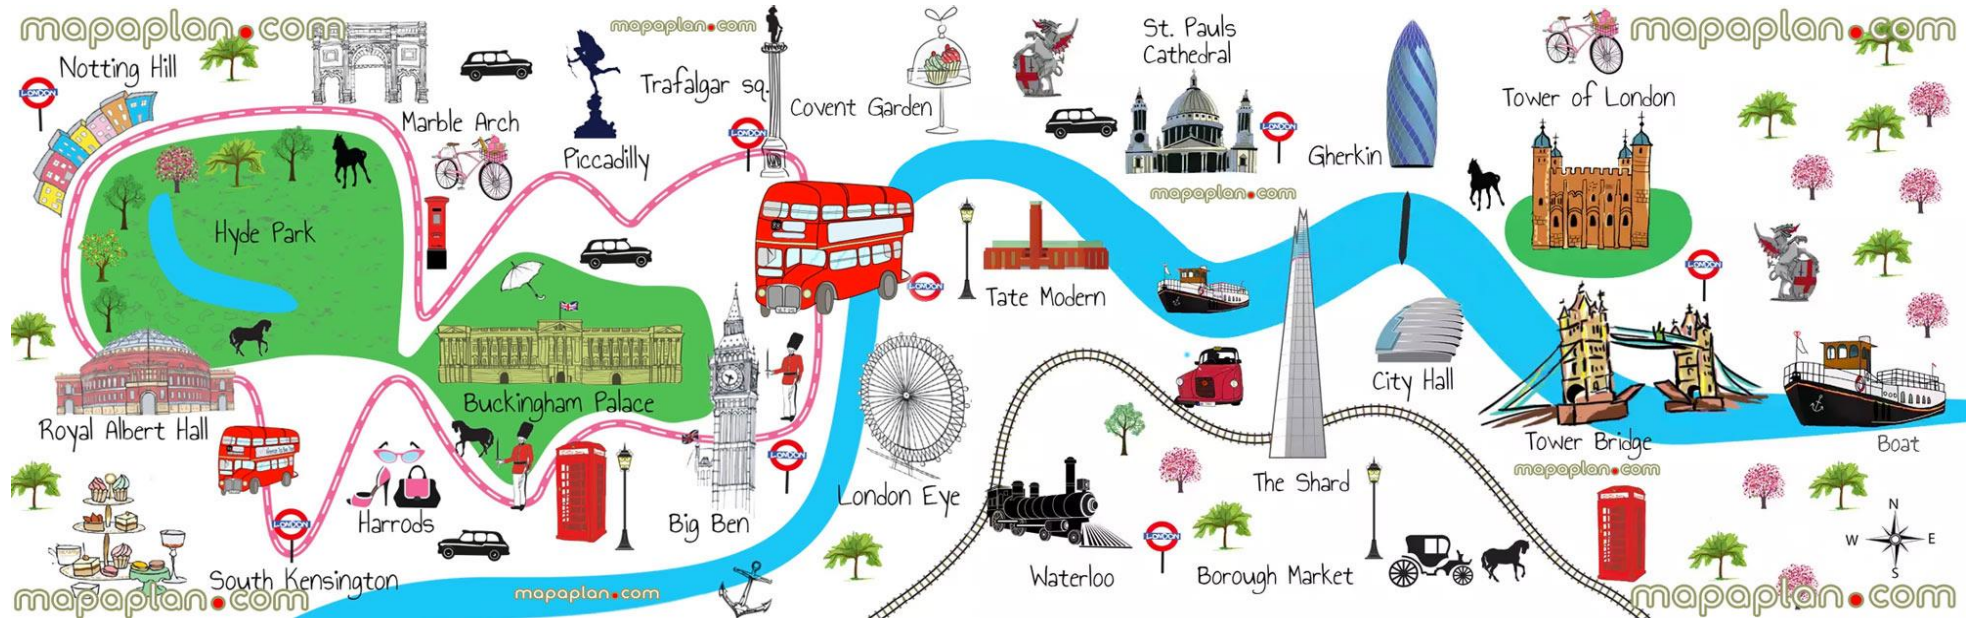 mapaplan.com
mapaplan.com
mapaplan.com
Notting Hill
LONDON
Marble Arch
Piccadilly
Trafalgar sq.
LONDON
Covent Garden
St. Pauls
Cathedral
LONDON
mapaplan.com
Gherkin
Tower of London
Hyde Park
LONDON
Tate Modern
LONDON
Royal Albert Hall
Buckingham Palace
City Hall
Tower Bridge
mapaplan.com
Boat
Harrods
LONDON
South Kensington
LONDON
Big Ben
London Eye
The Shard
LONDON
Waterloo
Borough Market
N
W
E
S
mapaplan.com
mapaplan.com
mapaplan.com